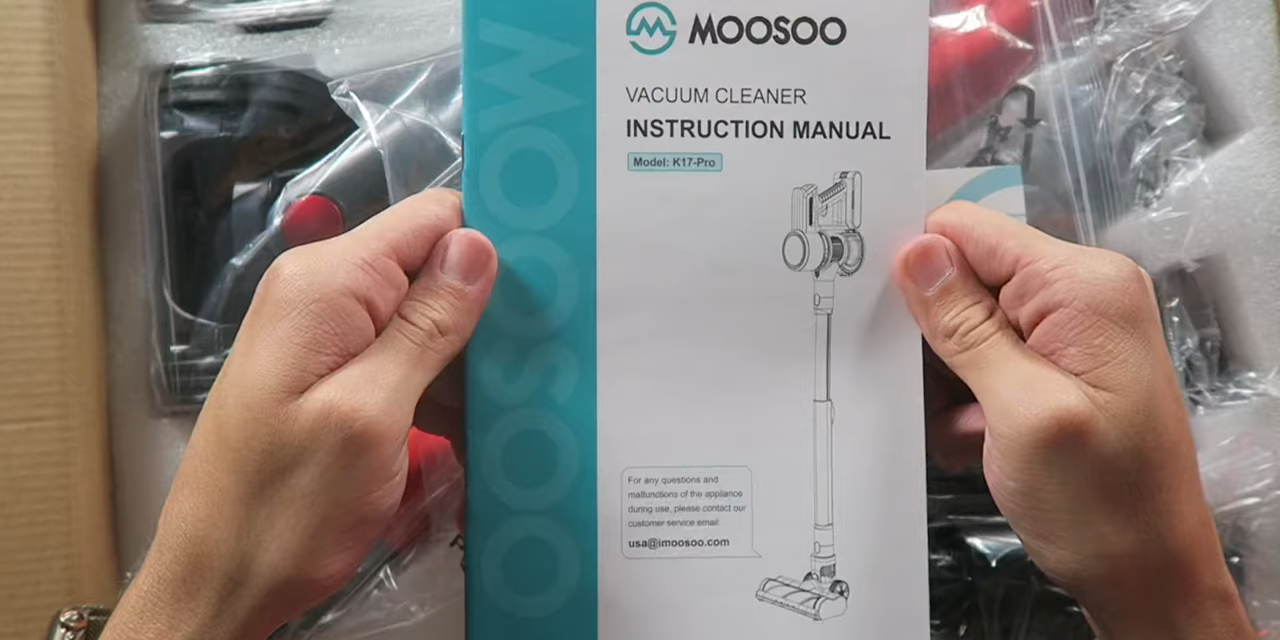 MOOSOO
MOOSOO
VACUUM CLEANER
INSTRUCTION MANUAL
Model: K17-Pro
For any questions and
malfunctions of the appliance
during use, please contact our
customer service email:
usa@imoosoo.com